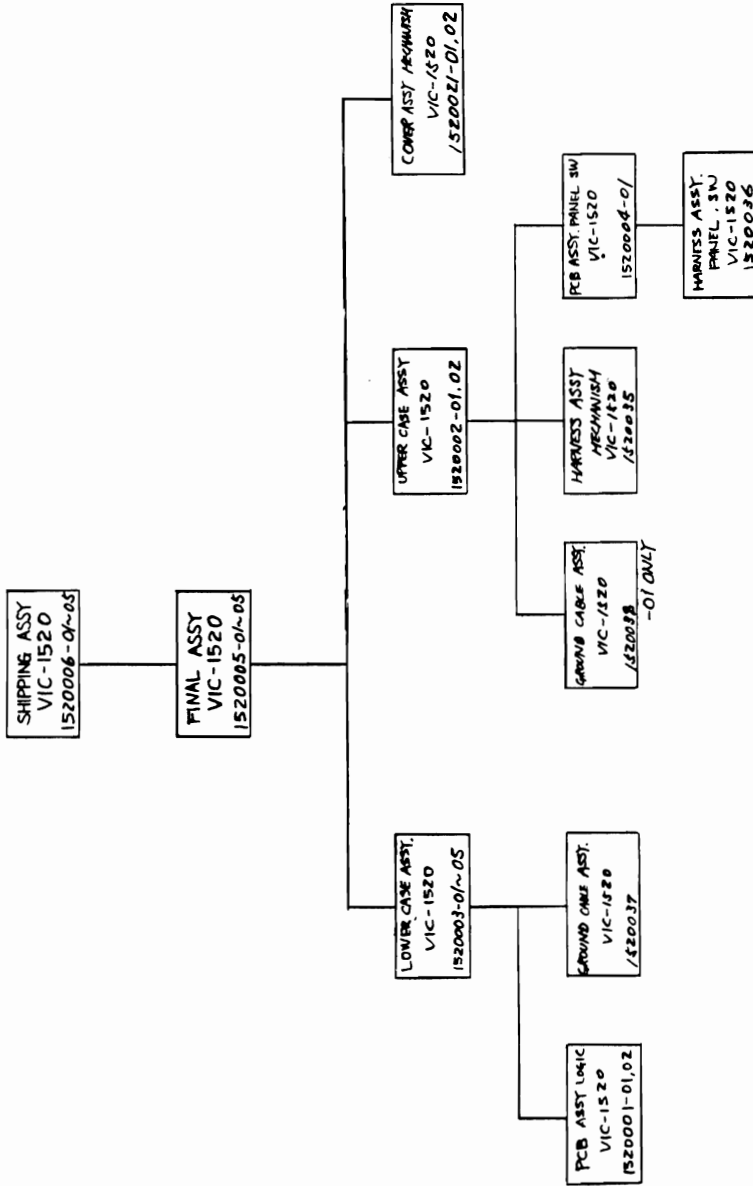 SHIPPING ASSY
VIC-1520
1520006-01~05
FINAL ASSY
VIC-1520
1520005-01~05
LOWER CASE ASSY.
VIC-1520
1520003-01~05
UPPER CASE ASSY
VIC-1520
1520002-01,02
COVER ASSY MECHANISM
VIC-1520
1520021-01,02
PCB ASSY LOGIC
VIC-1520
1520001-01,02
GROUND CABLE ASSY.
VIC-1520
1520037
GROUND CABLE ASSY.
VIC-1520
1520038
-01 ONLY
HARNESS ASSY
MECHANISM
VIC-1520
1520035
PCB ASSY. PANEL SW
VIC-1520
1520004-01
HARNESS ASSY.
PANEL, SW
VIC-1520
1520036